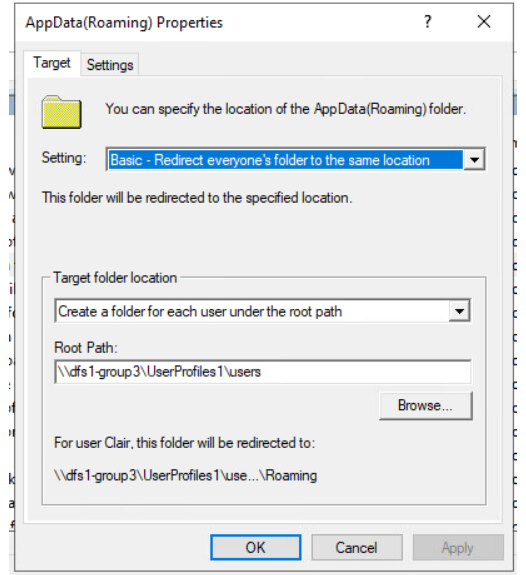 AppData(Roaming) Properties
?
Target
Settings
You can specify the location of the AppData(Roaming) folder.
Setting:
Basic - Redirect everyone's folder to the same location
This folder will be redirected to the specified location.
Target folder location
Create a folder for each user under the root path
Root Path:
\\dfs1-group3\UserProfiles1\users
Browse...
For user Clair, this folder will be redirected to:
\\dfs1-group3\UserProfiles1\use...\Roaming
OK
Cancel
Apply